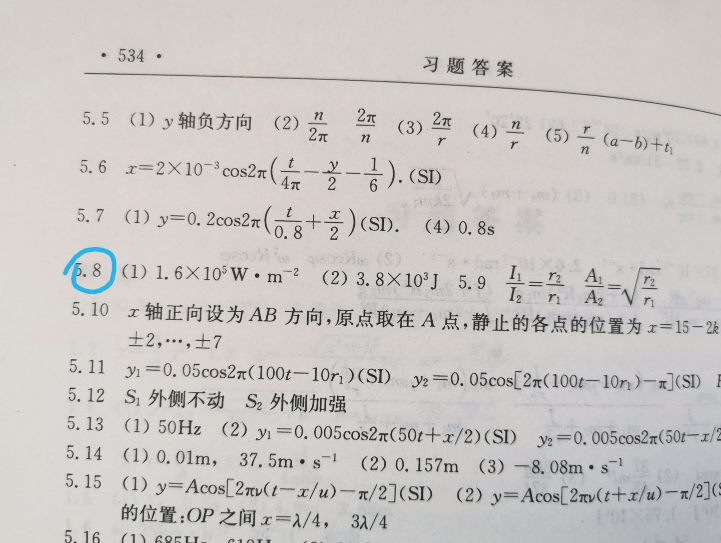 · 534 ·
习题答案
5.5 (1) y 轴负方向 (2) n/2π 2π/n (3) 2π/r (4) n/r (5) r/n (a−b)+t₁
5.6 x=2×10⁻³cos2π(t/4π−y/2−1/6). (SI)
5.7 (1) y=0.2cos2π(t/0.8+x/2)(SI). (4) 0.8s
5.8 (1) 1.6×10⁵W·m⁻² (2) 3.8×10³J 5.9 I₁/I₂=r₂/r₁ A₁/A₂=√(r₂/r₁)
5.10 x 轴正向设为 AB 方向,原点取在 A 点,静止的各点的位置为 x=15−2k
±2,…,±7
5.11 y₁=0.05cos2π(100t−10r₁)(SI) y₂=0.05cos[2π(100t−10r₁)−π](SI)
5.12 S₁ 外侧不动 S₂ 外侧加强
5.13 (1) 50Hz (2) y₁=0.005cos2π(50t+x/2)(SI) y₂=0.005cos2π(50t−x/2
5.14 (1) 0.01m, 37.5m·s⁻¹ (2) 0.157m (3) −8.08m·s⁻¹
5.15 (1) y=Acos[2πν(t−x/u)−π/2](SI) (2) y=Acos[2πν(t+x/u)−π/2](
的位置:OP 之间 x=λ/4, 3λ/4
5.16 (1) 685Hz